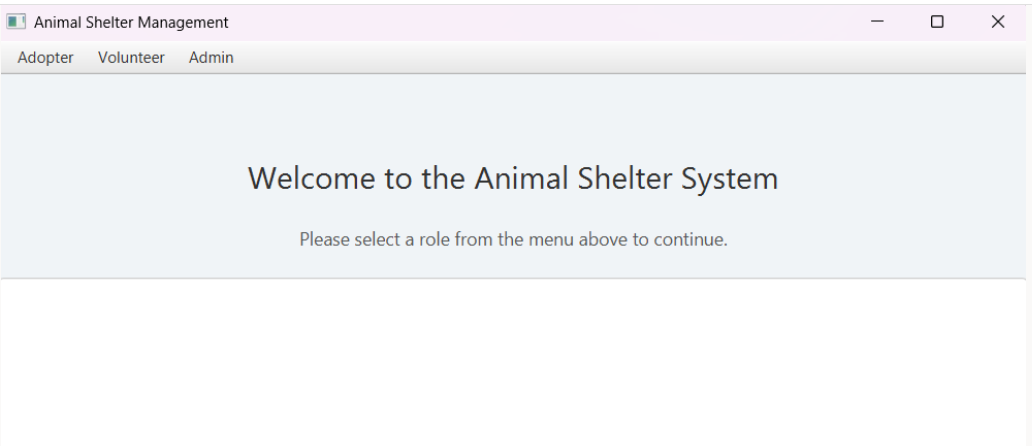 Animal Shelter Management
Adopter Volunteer Admin
Welcome to the Animal Shelter System
Please select a role from the menu above to continue.